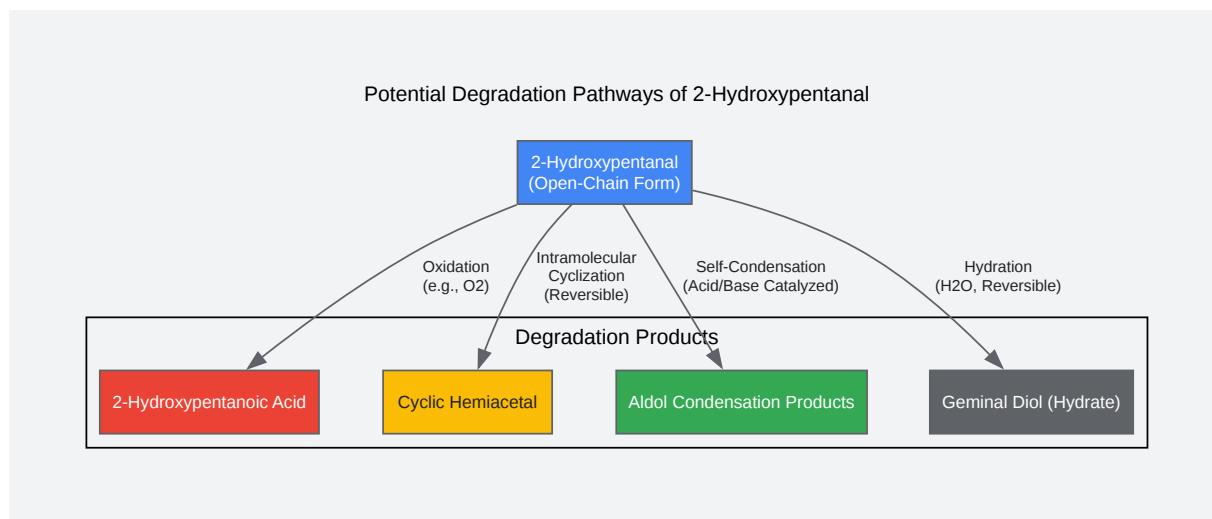 Potential Degradation Pathways of 2-Hydroxypentanal
2-Hydroxypentanal
(Open-Chain Form)
Oxidation
(e.g., O2)
Intramolecular
Cyclization
(Reversible)
Self-Condensation
(Acid/Base Catalyzed)
Hydration
(H2O, Reversible)
Degradation Products
2-Hydroxypentanoic Acid
Cyclic Hemiacetal
Aldol Condensation Products
Geminal Diol (Hydrate)